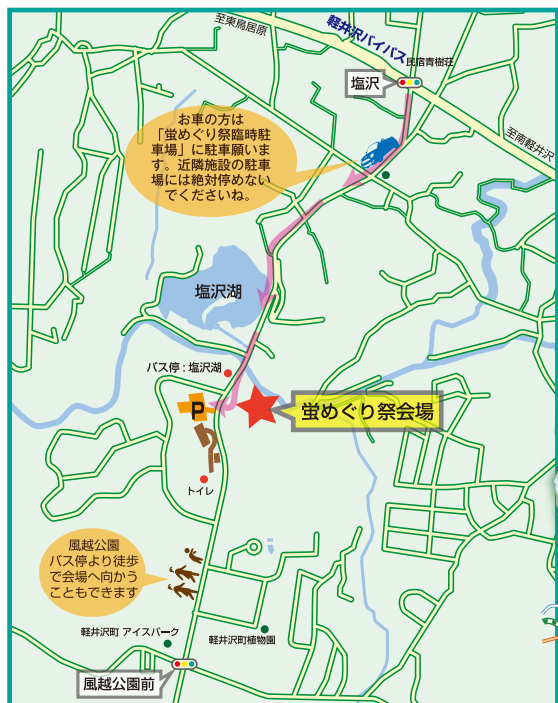 至東鳥居原
軽井沢バイパス
民宿青樹荘
塩沢
至南軽井沢
お車の方は
「蛍めぐり祭臨時駐
車場」に駐車願いま
す。近隣施設の駐車
場には絶対停めない
でくださいね。
塩沢湖
バス停：塩沢湖
P
蛍めぐり祭会場
トイレ
風越公園
バス停より徒歩
で会場へ向かう
こともできます
軽井沢町 アイスパーク
軽井沢町植物園
風越公園前